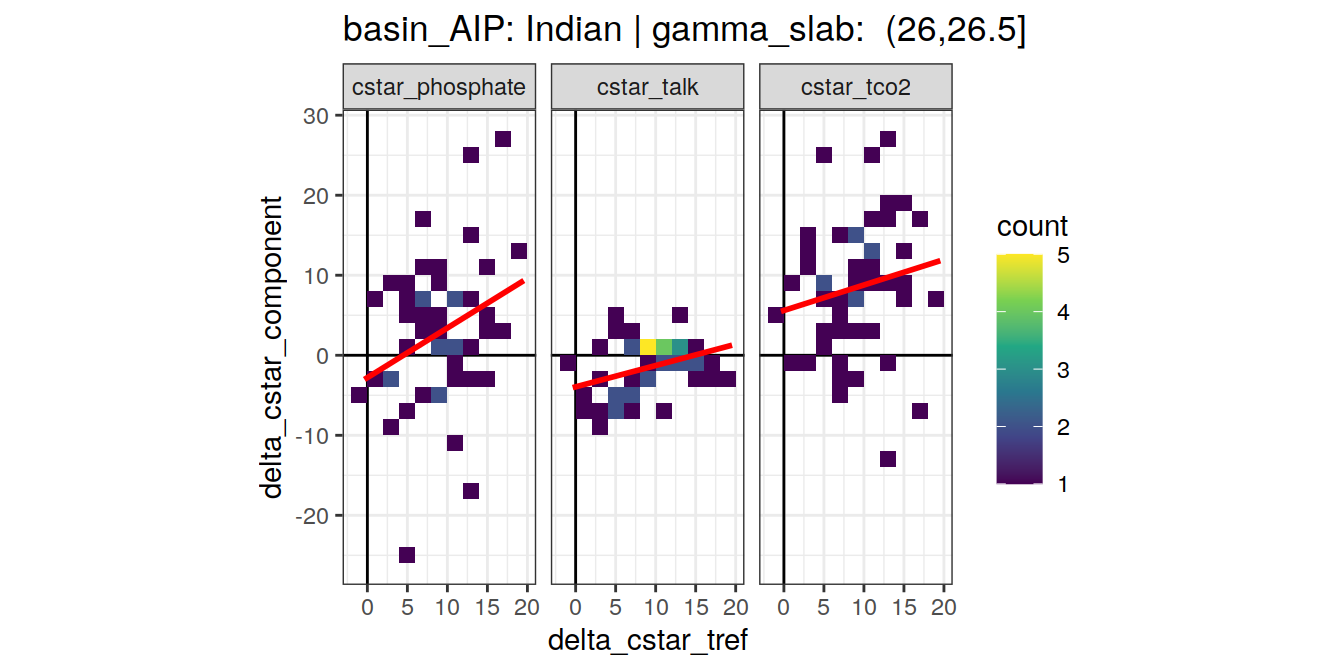 basin_AIP: Indian | gamma_slab:  (26,26.5]
cstar_phosphate
cstar_talk
cstar_tco2
30
20
10
0
-10
-20
delta_cstar_component
0 5 10 15 20
0 5 10 15 20
0 5 10 15 20
delta_cstar_tref
count
5
4
3
2
1